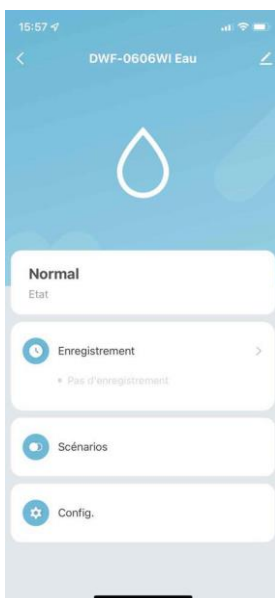 15:57
DWF-0606WI Eau
Normal
Etat
Enregistrement
Pas d'enregistrement
Scénarios
Config.